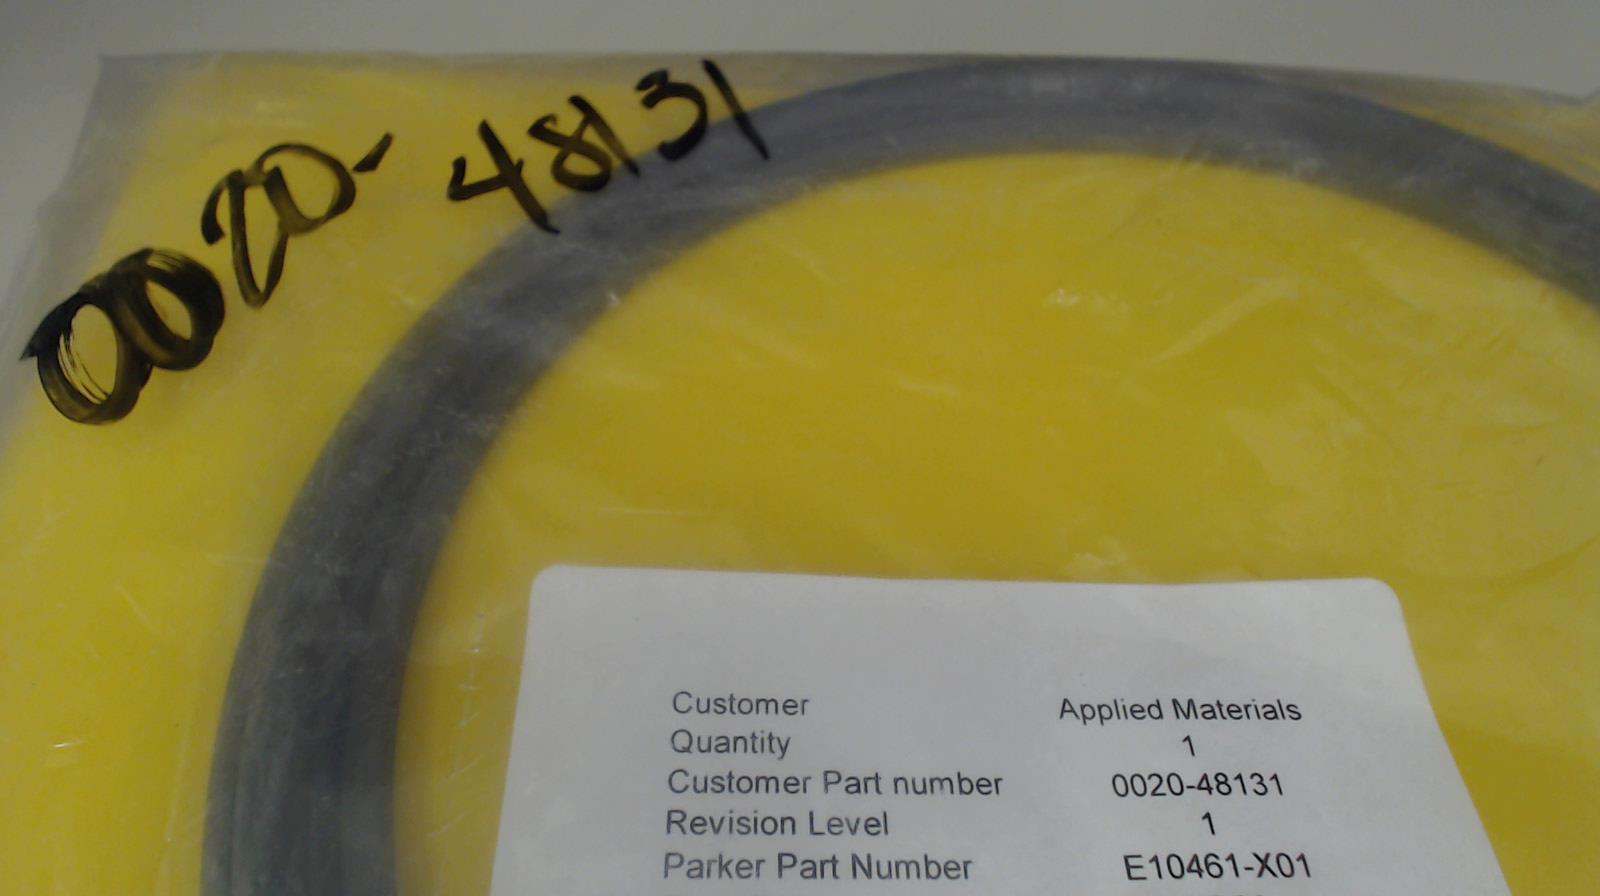 0020-48131
Customer Applied Materials
Quantity 1
Customer Part number 0020-48131
Revision Level 1
Parker Part Number E10461-X01